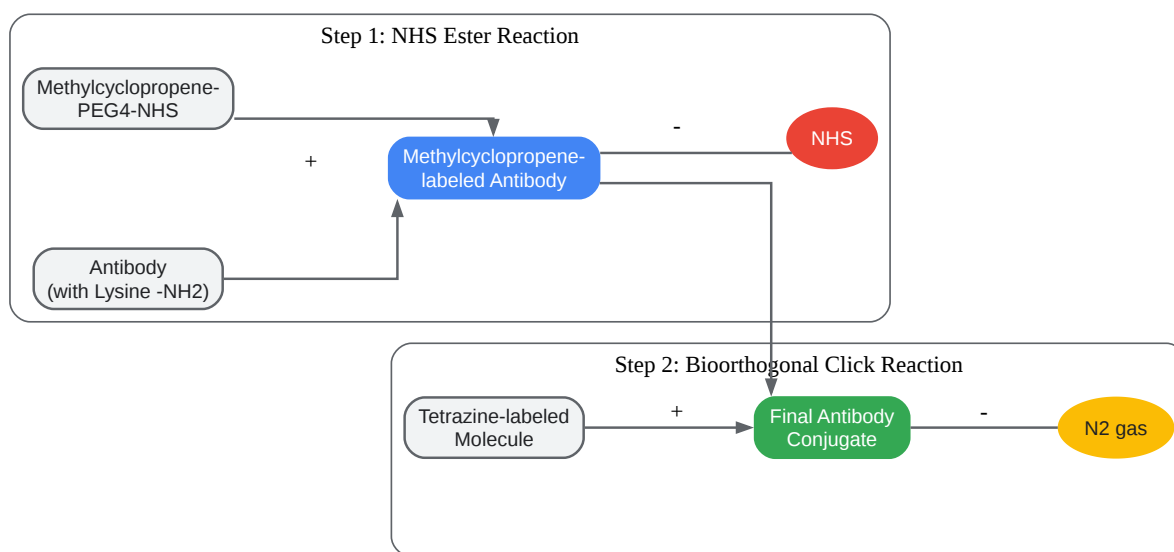 Step 1: NHS Ester Reaction
Methylcyclopropene-
PEG4-NHS
-
NHS
+
Methylcyclopropene-
labeled Antibody
Antibody
(with Lysine -NH2)
Step 2: Bioorthogonal Click Reaction
Tetrazine-labeled
Molecule
+
Final Antibody
Conjugate
-
N2 gas